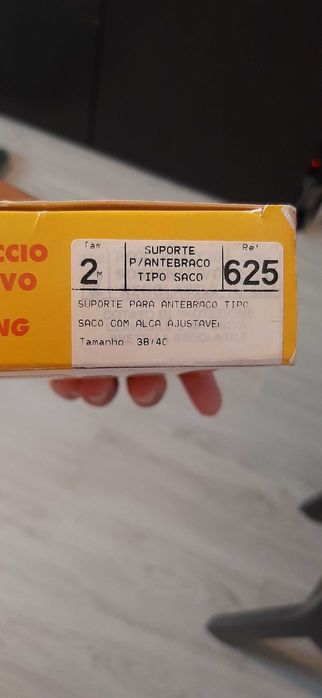 CCIO
VO
NG
Tam
2M
SUPORTE
P/ANTEBRACO
TIPO SACO
Ref
625
SUPORTE PARA ANTEBRACO TIPO
SACO COM ALCA AJUSTAVEL
Tamanho 38/40